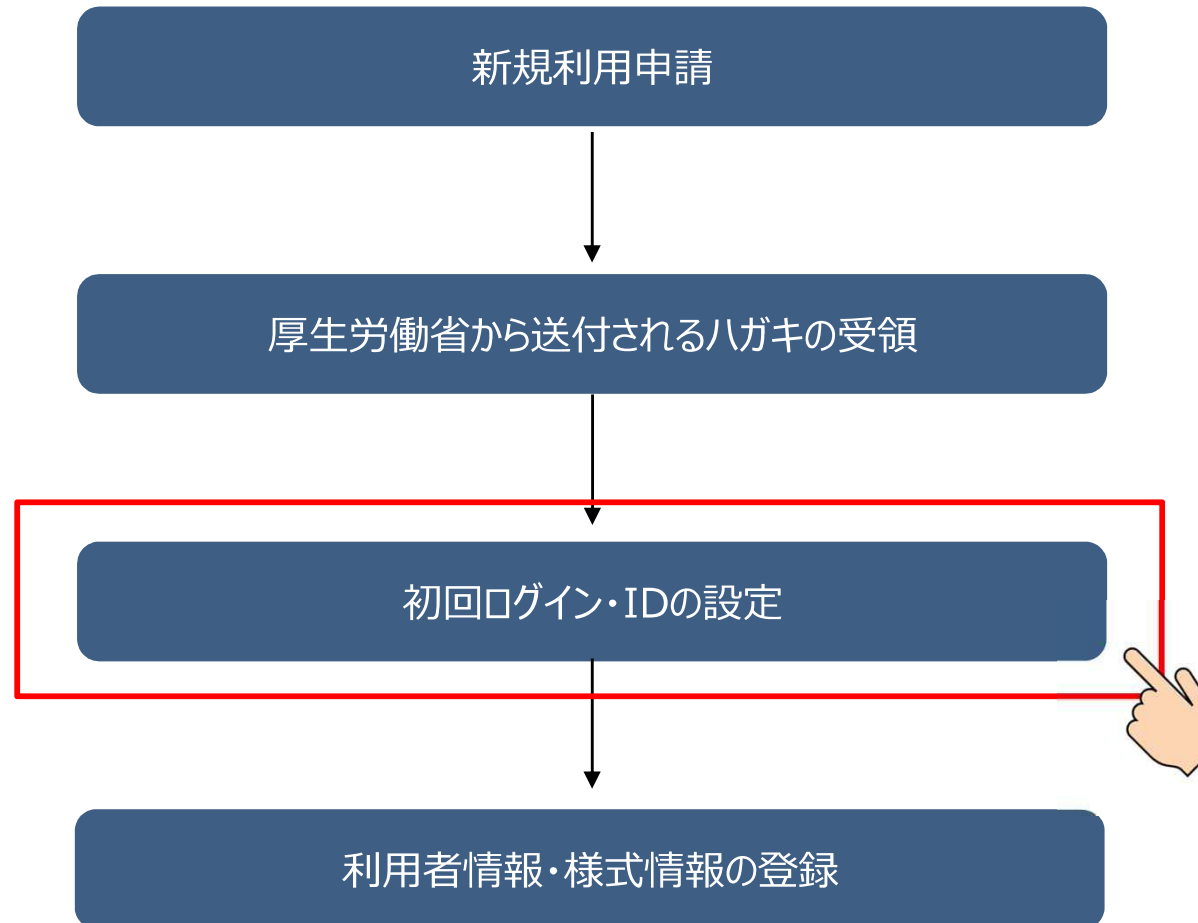 新規利用申請
厚生労働省から送付されるハガキの受領
初回ログイン・IDの設定
利用者情報・様式情報の登録